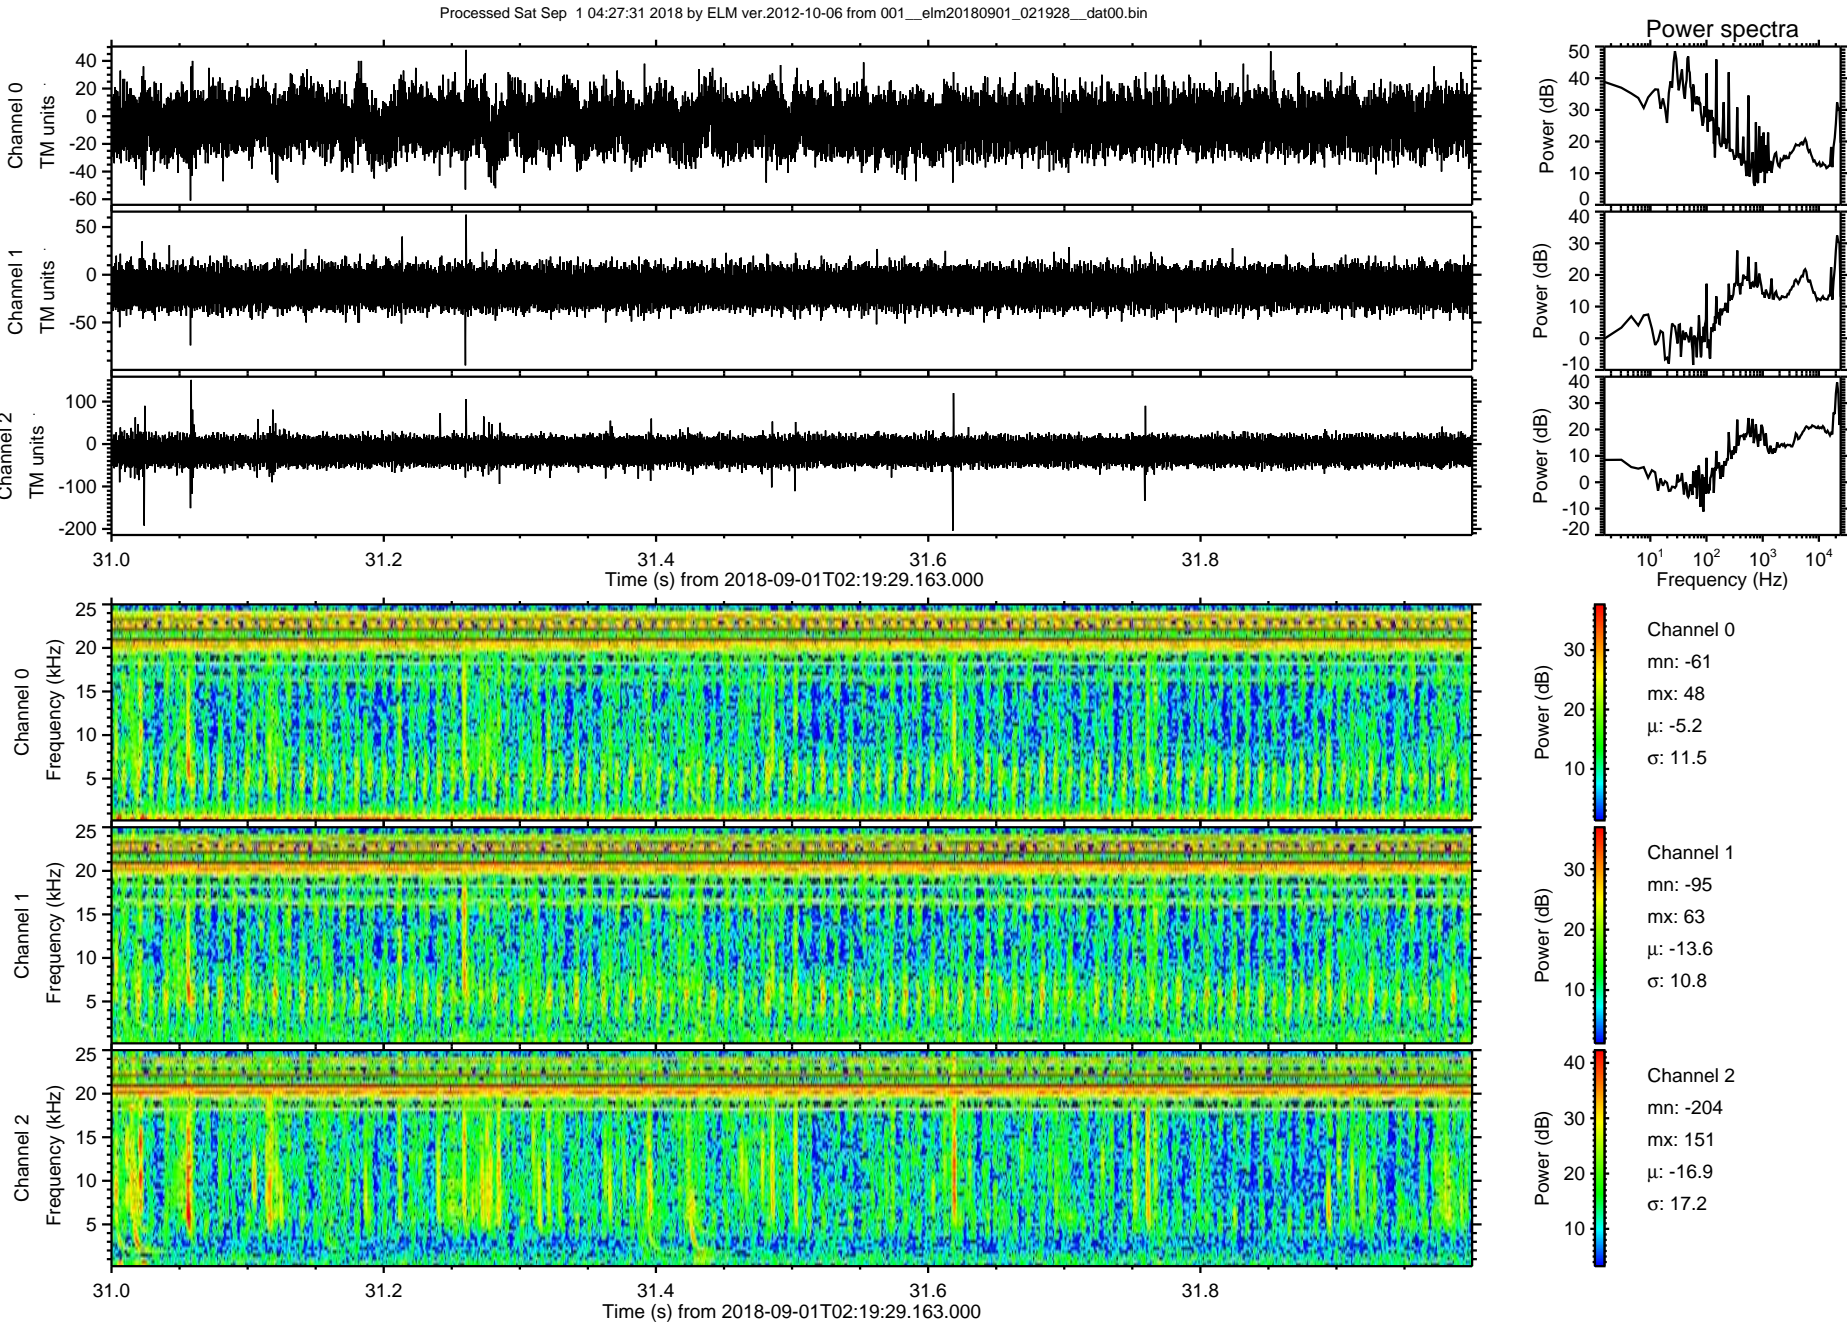 Processed Sat Sep  1 04:27:31 2018 by ELM ver.2012-10-06 from 001__elm20180901_021928__dat00.bin
Power spectra
Channel 0
TM units
40
20
0
-20
-40
-60
Power (dB)
50
40
30
20
10
0
Channel 1
TM units
50
0
-50
Power (dB)
40
30
20
10
0
-10
Channel 2
TM units
100
0
-100
-200
Power (dB)
40
30
20
10
0
-10
-20
31.0 31.2 31.4 31.6 31.8
Time (s) from 2018-09-01T02:19:29.163.000
10^1 10^2 10^3 10^4
Frequency (Hz)
Channel 0
Frequency (kHz)
25
20
15
10
5
Power (dB)
30
20
10
Channel 0
mn: -61
mx: 48
µ: -5.2
σ: 11.5
Channel 1
Frequency (kHz)
25
20
15
10
5
Power (dB)
30
20
10
Channel 1
mn: -95
mx: 63
µ: -13.6
σ: 10.8
Channel 2
Frequency (kHz)
25
20
15
10
5
Power (dB)
40
30
20
10
Channel 2
mn: -204
mx: 151
µ: -16.9
σ: 17.2
31.0 31.2 31.4 31.6 31.8
Time (s) from 2018-09-01T02:19:29.163.000